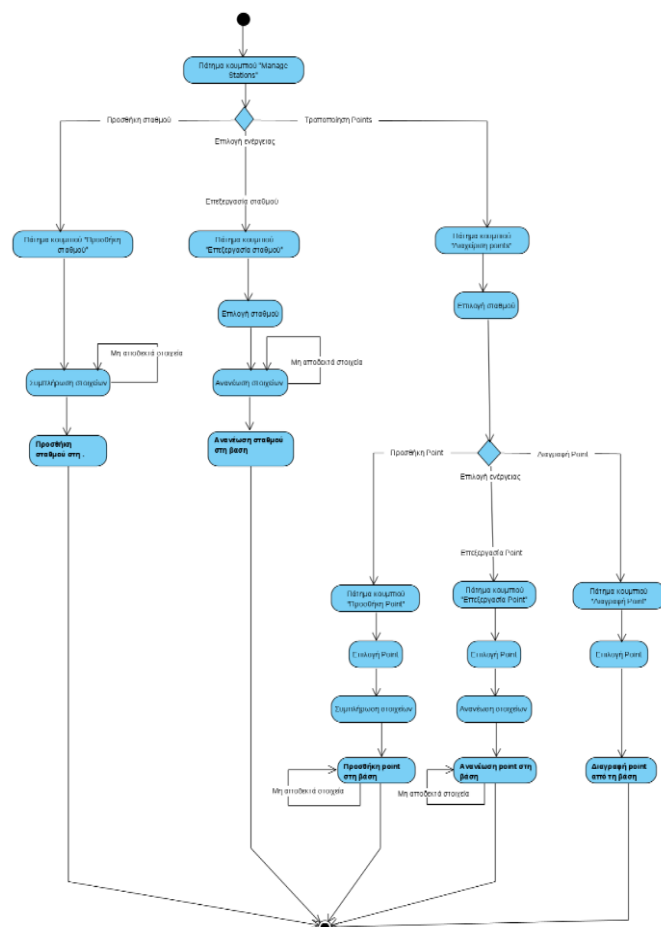 Πάτημα κουμπιού "Manage
Stations"
Προσθήκη σταθμού
Τροποποίηση Points
Επιλογή ενέργειας
Επεξεργασία σταθμού
Πάτημα κουμπιού "Προσθήκη
σταθμού"
Πάτημα κουμπιού
"Επεξεργασία σταθμού"
Πάτημα κουμπιού
"Διαχείριση points"
Επιλογή σταθμού
Επιλογή σταθμού
Μη αποδεκτά στοιχεία
Μη αποδεκτά στοιχεία
Συμπλήρωση στοιχείων
Ανανέωση στοιχείων
Προσθήκη
σταθμού στη .
Ανανέωση σταθμού
στη βαση
Προσθήκη Point
Διαγραφή Point
Επιλογή ενέργειας
Επεξεργασία Point
Πάτημα κουμπιού
"Προσθήκη Point"
Πάτημα κουμπιού
"Επεξεργασία Point"
Πάτημα κουμπιού
"Διαγραφή Point"
Επιλογή Point
Επιλογή Point
Επιλογή Point
Συμπλήρωση στοιχείων
Ανανέωση στοιχείων
Προσθήκη point
στη βάση
Ανανέωση point στη
βάση
Διαγραφή point
από τη βάση
Μη αποδεκτά στοιχεία
Μη αποδεκτά στοιχεία